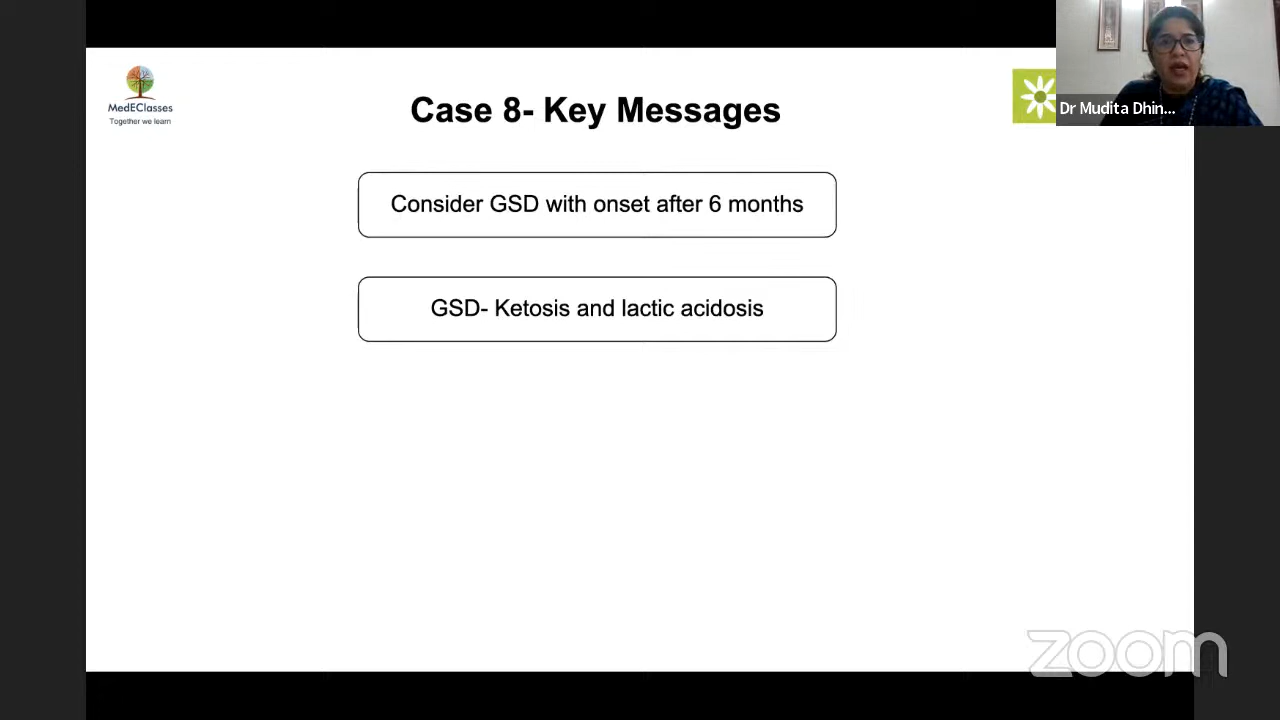 MedEClasses
Together we learn
Case 8- Key Messages
Dr Mudita Dhin...
Consider GSD with onset after 6 months
GSD- Ketosis and lactic acidosis
zoom